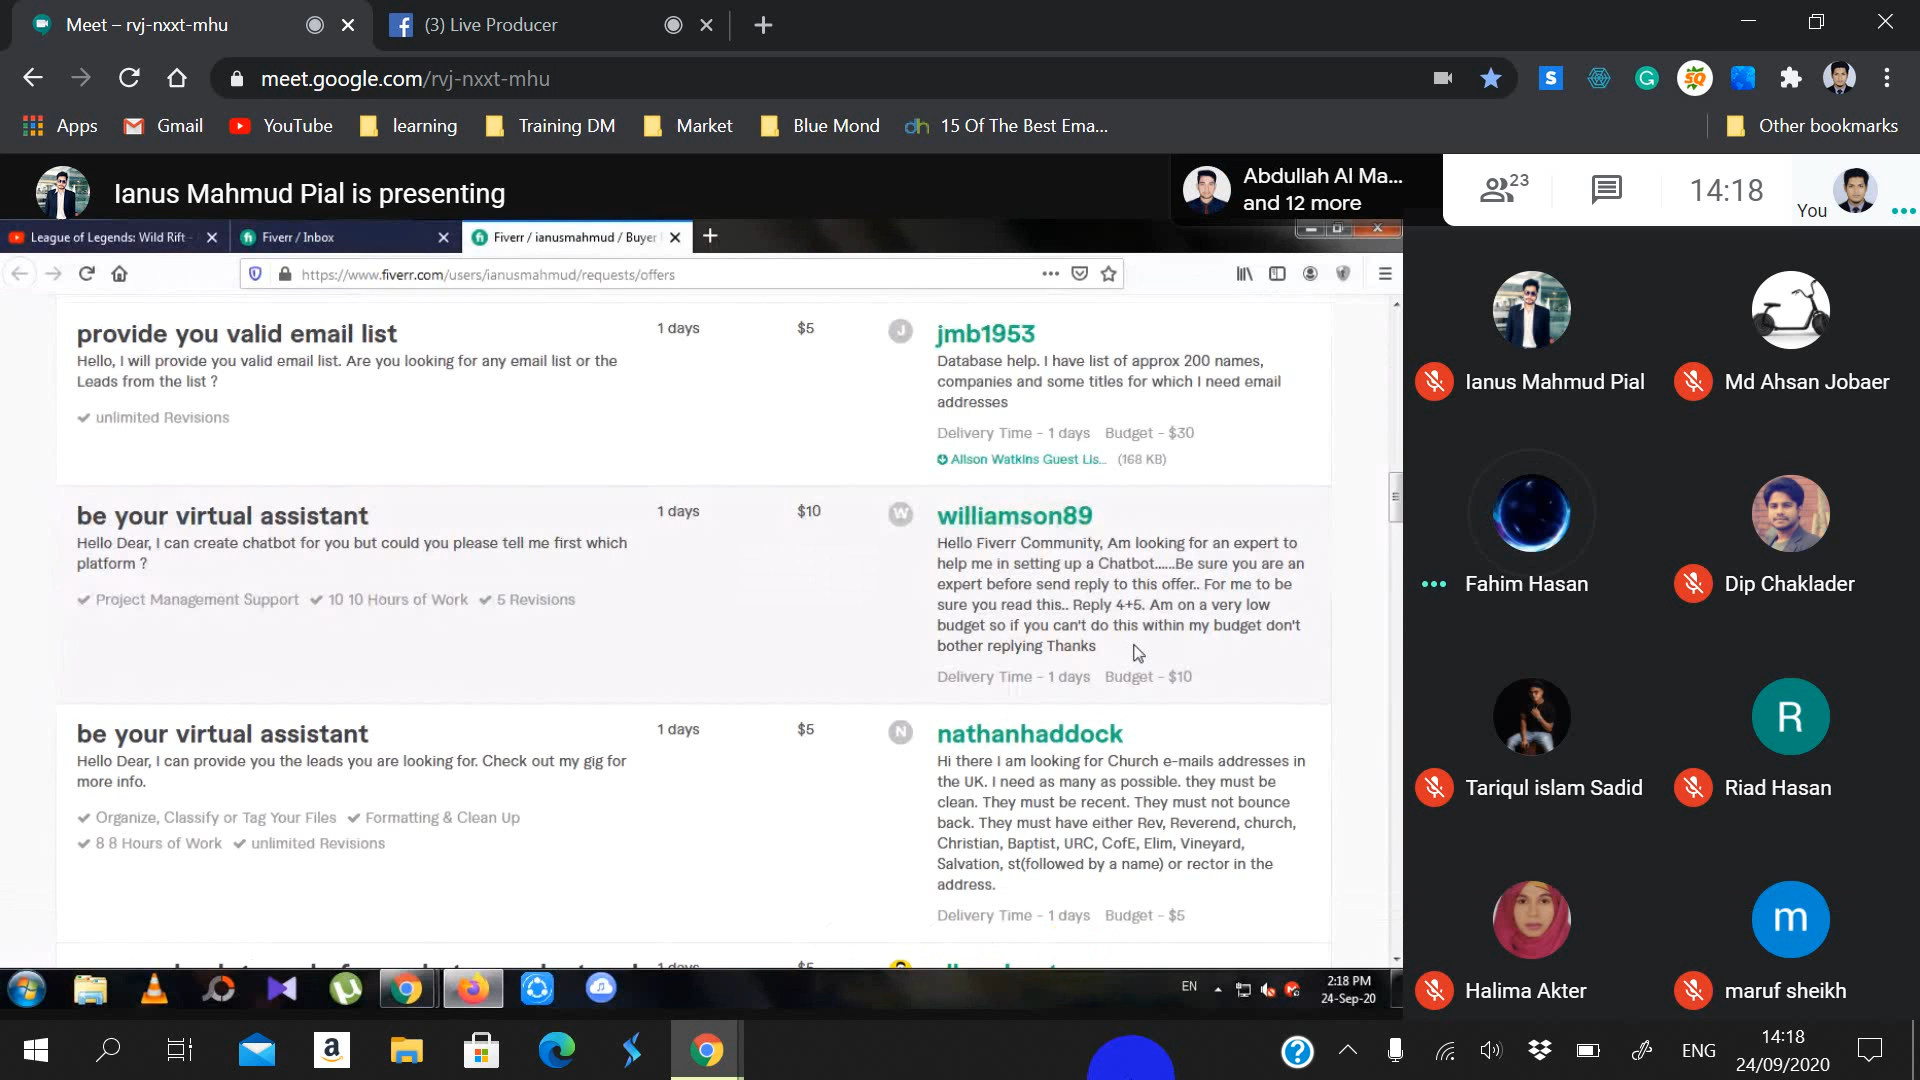 Meet – rvj-nxxt-mhu
(3) Live Producer
meet.google.com/rvj-nxxt-mhu
Apps
Gmail
YouTube
learning
Training DM
Market
Blue Mond
dh
15 Of The Best Ema...
Other bookmarks
Ianus Mahmud Pial is presenting
Abdullah Al Ma...
and 12 more
23
14:18
You
League of Legends: Wild Rift -
Fiverr / Inbox
Fiverr / ianusmahmud / Buyer
https://www.fiverr.com/users/ianusmahmud/requests/offers
provide you valid email list
1 days
$5
Hello, I will provide you valid email list. Are you looking for any email list or the
Leads from the list ?
unlimited Revisions
J
jmb1953
Database help. I have list of approx 200 names,
companies and some titles for which I need email
addresses
Delivery Time - 1 days Budget - $30
Alison Watkins Guest Lis... (168 KB)
be your virtual assistant
1 days
$10
Hello Dear, I can create chatbot for you but could you please tell me first which
platform ?
Project Management Support 10 10 Hours of Work 5 Revisions
W
williamson89
Hello Fiverr Community, Am looking for an expert to
help me in setting up a Chatbot......Be sure you are an
expert before send reply to this offer.. For me to be
sure you read this.. Reply 4+5. Am on a very low
budget so if you can't do this within my budget don't
bother replying Thanks
Delivery Time - 1 days Budget - $10
be your virtual assistant
1 days
$5
Hello Dear, I can provide you the leads you are looking for. Check out my gig for
more info.
Organize, Classify or Tag Your Files Formatting & Clean Up
8 8 Hours of Work unlimited Revisions
N
nathanhaddock
Hi there I am looking for Church e-mails addresses in
the UK. I need as many as possible. they must be
clean. They must be recent. They must not bounce
back. They must have either Rev, Reverend, church,
Christian, Baptist, URC, CofE, Elim, Vineyard,
Salvation, st(followed by a name) or rector in the
address.
Delivery Time - 1 days Budget - $5
1 days
$5
EN
2:18 PM
24-Sep-20
Ianus Mahmud Pial
Md Ahsan Jobaer
Fahim Hasan
Dip Chaklader
R
Tariqul islam Sadid
Riad Hasan
m
Halima Akter
maruf sheikh
ENG
14:18
24/09/2020